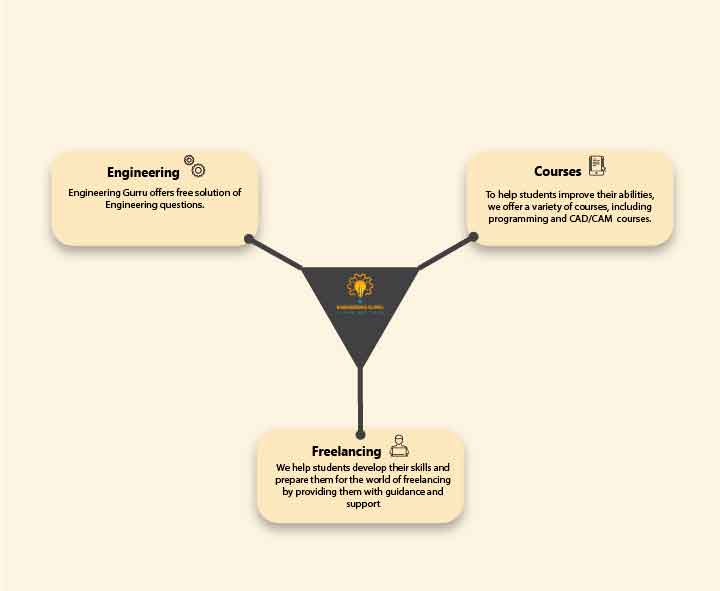 Engineering
Engineering Gurru offers free solution of
Engineering questions.
Courses
To help students improve their abilities,
we offer a variety of courses, including
programming and CAD/CAM courses.
ENGINEERING GURRU
Freelancing
We help students develop their skills and
prepare them for the world of freelancing
by providing them with guidance and
support